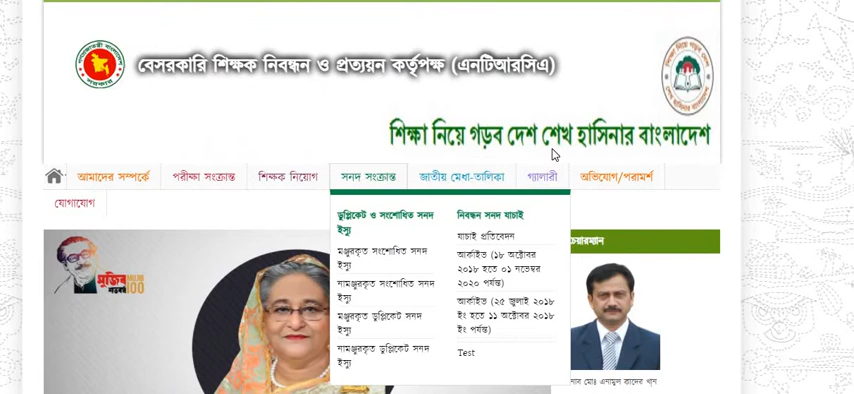 বেসরকারি শিক্ষক নিবন্ধন ও প্রত্যয়ন কর্তৃপক্ষ (এনটিআরসিএ)
শিক্ষা নিয়ে গড়ব দেশ শেখ হাসিনার বাংলাদেশ
আমাদের সম্পর্কে পরীক্ষা সংক্রান্ত শিক্ষক নিয়োগ সনদ সংক্রান্ত জাতীয় মেধা-তালিকা গ্যালারী অভিযোগ/পরামর্শ
যোগাযোগ
ডুপ্লিকেট ও সংশোধিত সনদ
ইস্যু
মঞ্জুরকৃত সংশোধিত সনদ
ইস্যু
নামঞ্জুরকৃত সংশোধিত সনদ
ইস্যু
মঞ্জুরকৃত ডুপ্লিকেট সনদ
ইস্যু
নামঞ্জুরকৃত ডুপ্লিকেট সনদ
ইস্যু
নিবন্ধন সনদ যাচাই
যাচাই প্রতিবেদন
আর্কাইভ (১৮ অক্টোবর
২০১৮ হতে ০১ নভেম্বর
২০২০ পর্যন্ত)
আর্কাইভ (২৫ জুলাই ২০১৮
ইং হতে ১১ অক্টোবর ২০১৮
ইং পর্যন্ত)
Test
মুজিব
100
মোঃ এনামুল কাদের খান